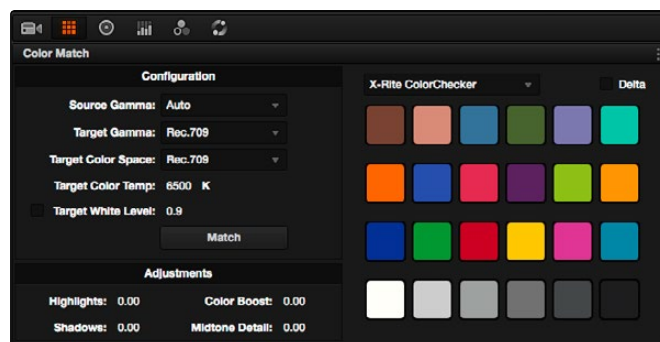 Color Match
Configuration
Source Gamma: Auto
Target Gamma: Rec.709
Target Color Space: Rec.709
Target Color Temp: 6500 K
Target White Level: 0.9
Match
Adjustments
Highlights: 0.00 Color Boost: 0.00
Shadows: 0.00 Midtone Detail: 0.00
X-Rite ColorChecker Delta